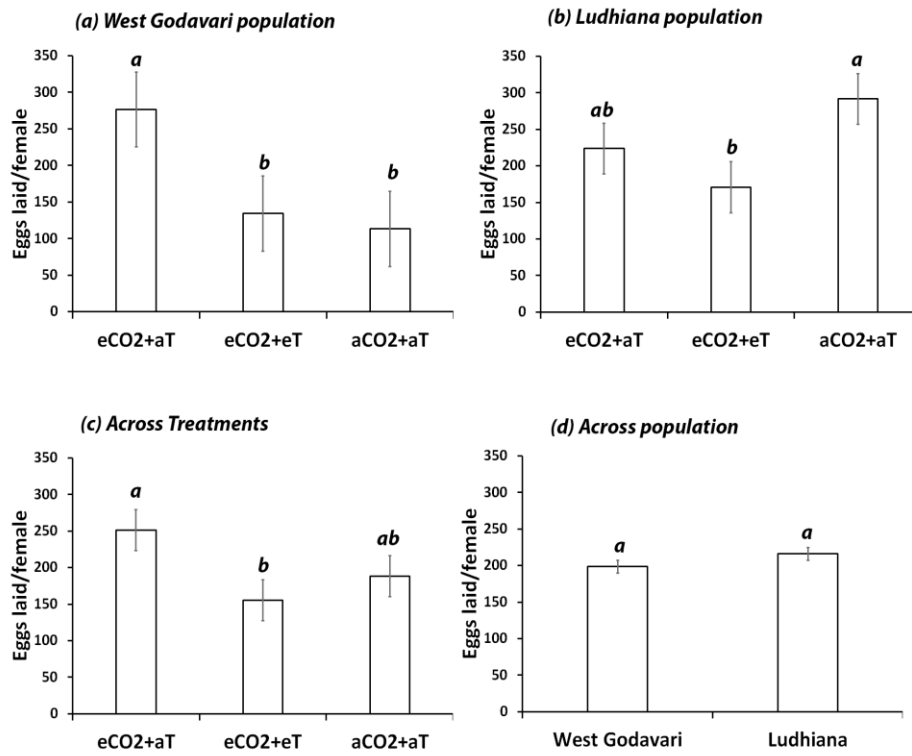 (a) West Godavari population
350
300
250
200
150
100
50
0
Eggs laid/female
a
b
b
eCO2+aT
eCO2+eT
aCO2+aT
(b) Ludhiana population
350
300
250
200
150
100
50
0
Eggs laid/female
ab
b
a
eCO2+aT
eCO2+eT
aCO2+aT
(c) Across Treatments
350
300
250
200
150
100
50
0
Eggs laid/female
a
b
ab
eCO2+aT
eCO2+eT
aCO2+aT
(d) Across population
350
300
250
200
150
100
50
0
Eggs laid/female
a
a
West Godavari
Ludhiana